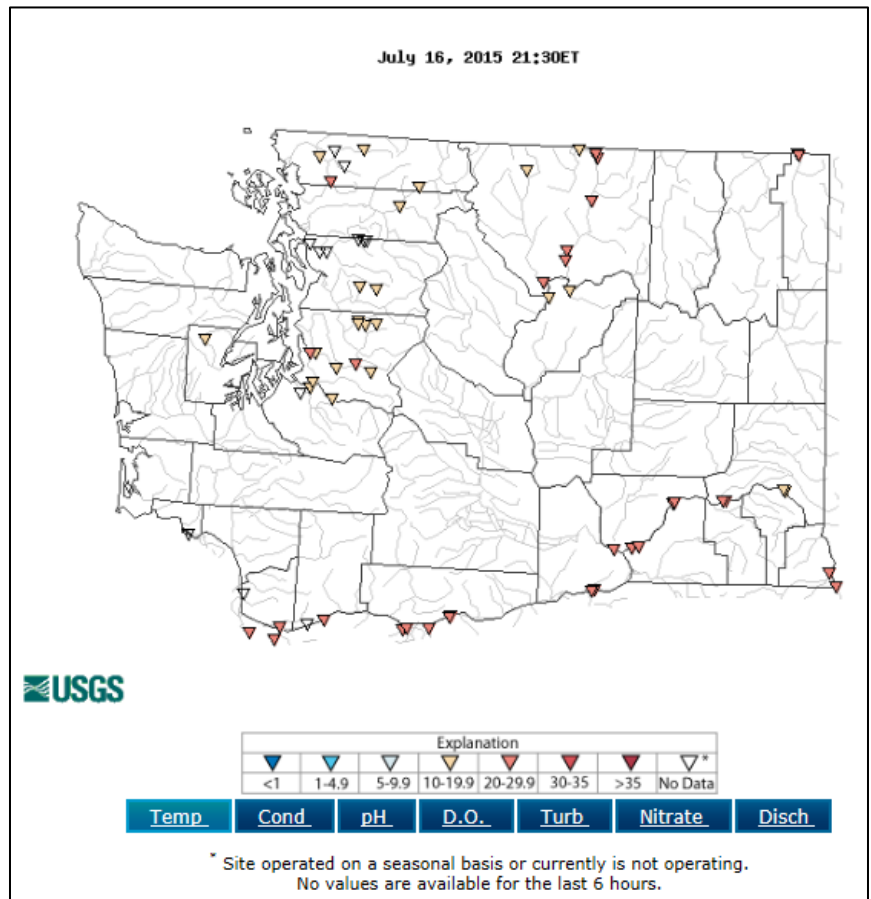 July 16, 2015 21:30ET
USGS
Explanation
<1 1-4.9 5-9.9 10-19.9 20-29.9 30-35 >35 No Data *
Temp Cond pH D.O. Turb Nitrate Disch
* Site operated on a seasonal basis or currently is not operating.
No values are available for the last 6 hours.